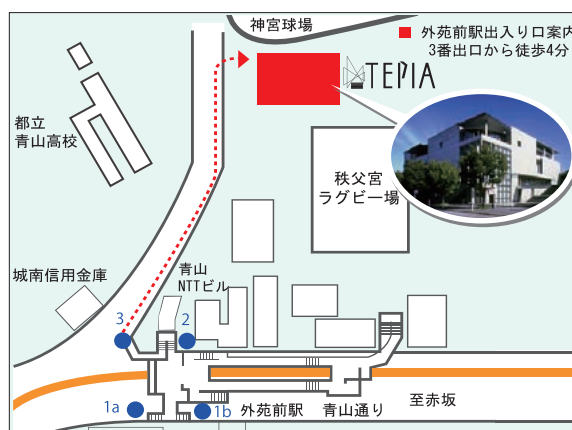 神宮球場
■ 外苑前駅出入り口案内
3番出口から徒歩4分
TEPIA
都立
青山高校
秩父宮
ラグビー場
城南信用金庫
青山
NTTビル
3
2
1a
1b
外苑前駅
青山通り
至赤坂